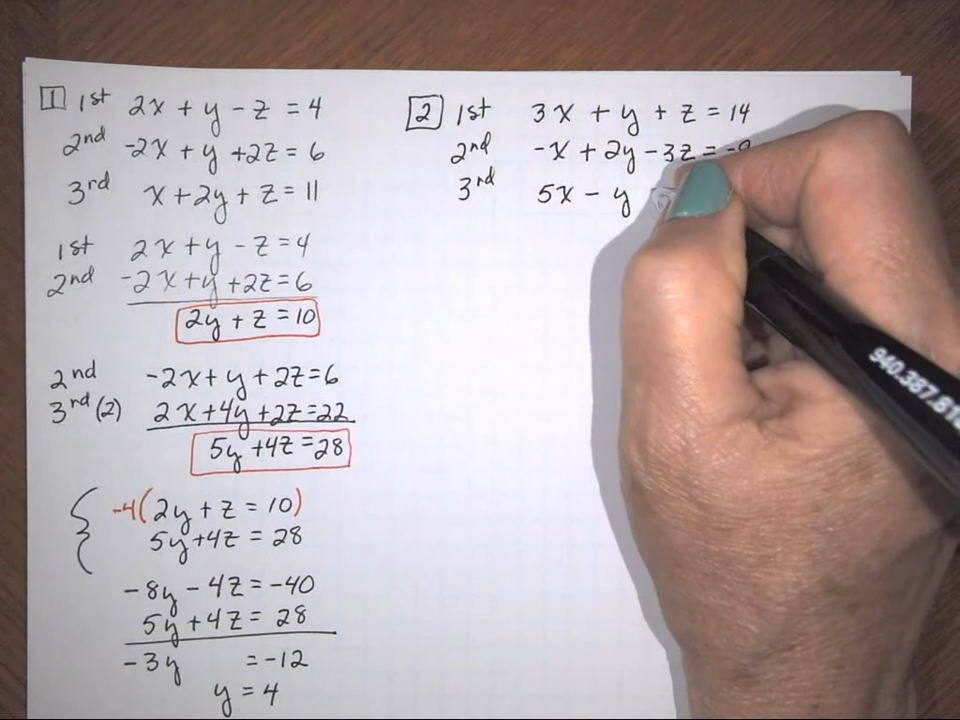 1 1st 2x + y - z = 4
2nd -2x + y + 2z = 6
3rd x + 2y + z = 11
1st 2x + y - z = 4
2nd -2x + y + 2z = 6
2y + z = 10
2nd -2x + y + 2z = 6
3rd (2) 2x + 4y + 2z = 22
5y + 4z = 28
-4(2y + z = 10)
5y + 4z = 28
-8y - 4z = -40
5y + 4z = 28
-3y = -12
y = 4
2 1st 3x + y + z = 14
2nd -x + 2y - 3z =
3rd 5x - y
940.387.51